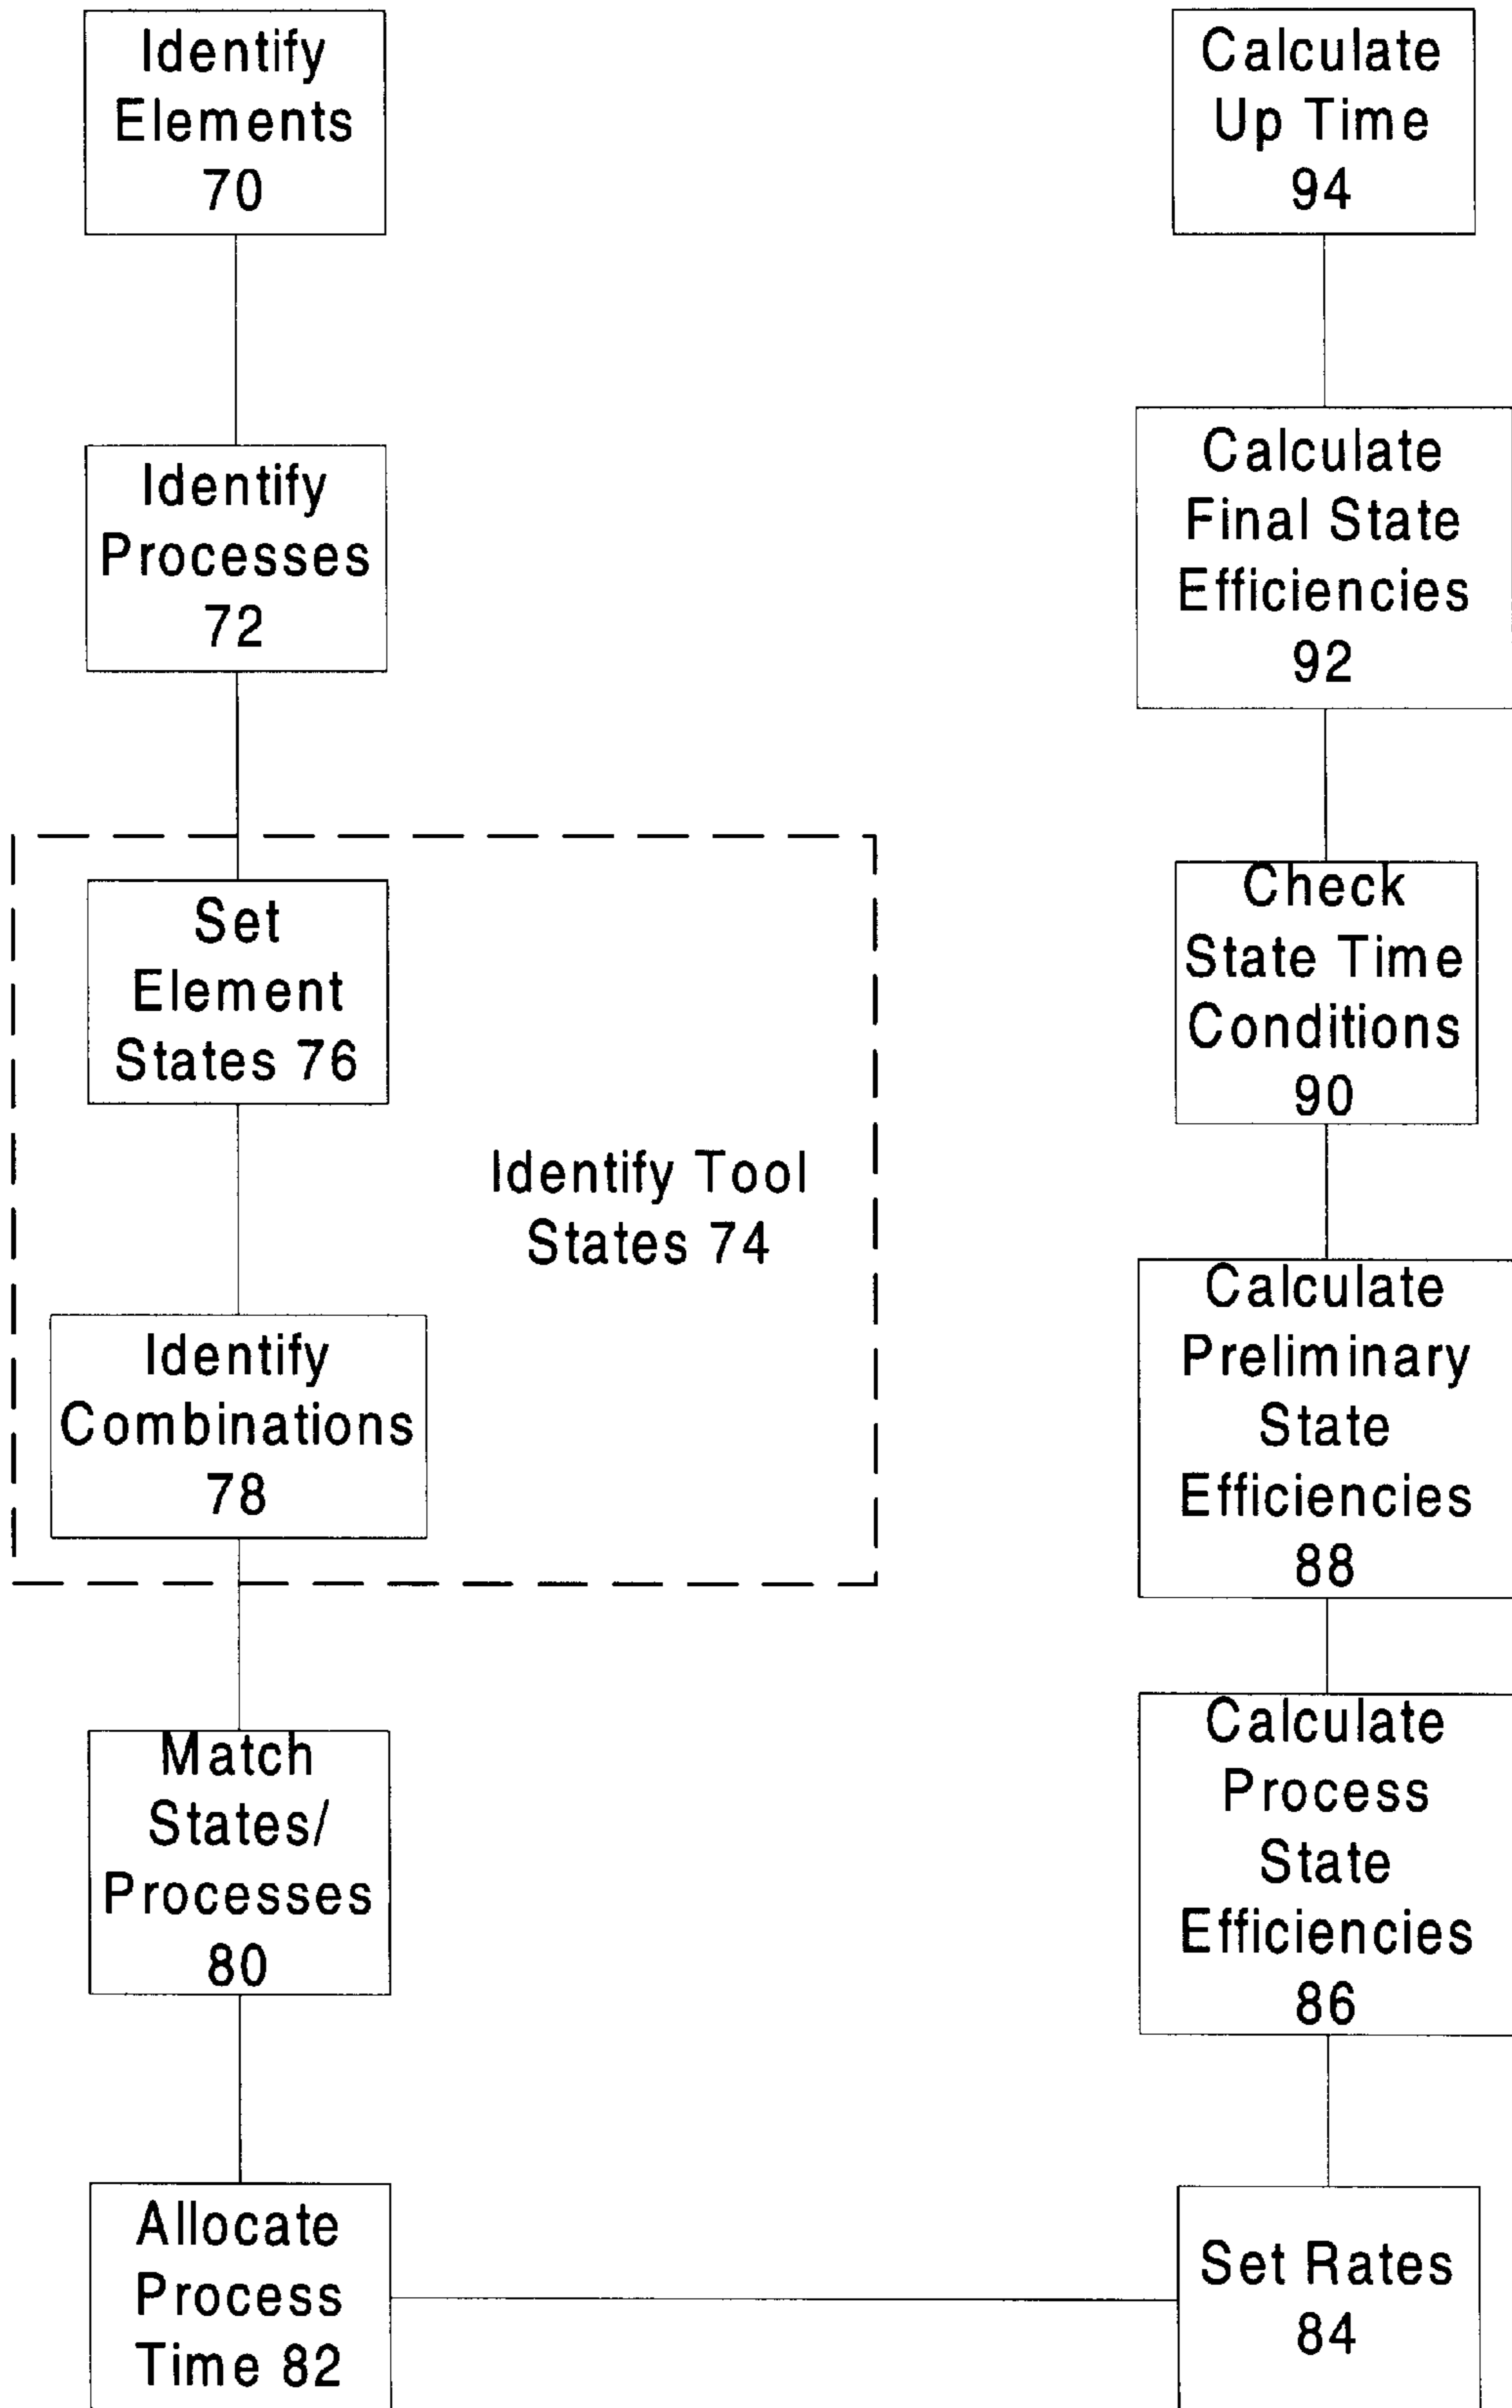 Identify
Elements
70
Identify
Processes
72
Set
Element
States 76
Identify Tool
States 74
Identify
Combinations
78
Match
States/
Processes
80
Allocate
Process
Time 82
Set Rates
84
Calculate
Process
State
Efficiencies
86
Calculate
Preliminary
State
Efficiencies
88
Check
State Time
Conditions
90
Calculate
Final State
Efficiencies
92
Calculate
Up Time
94